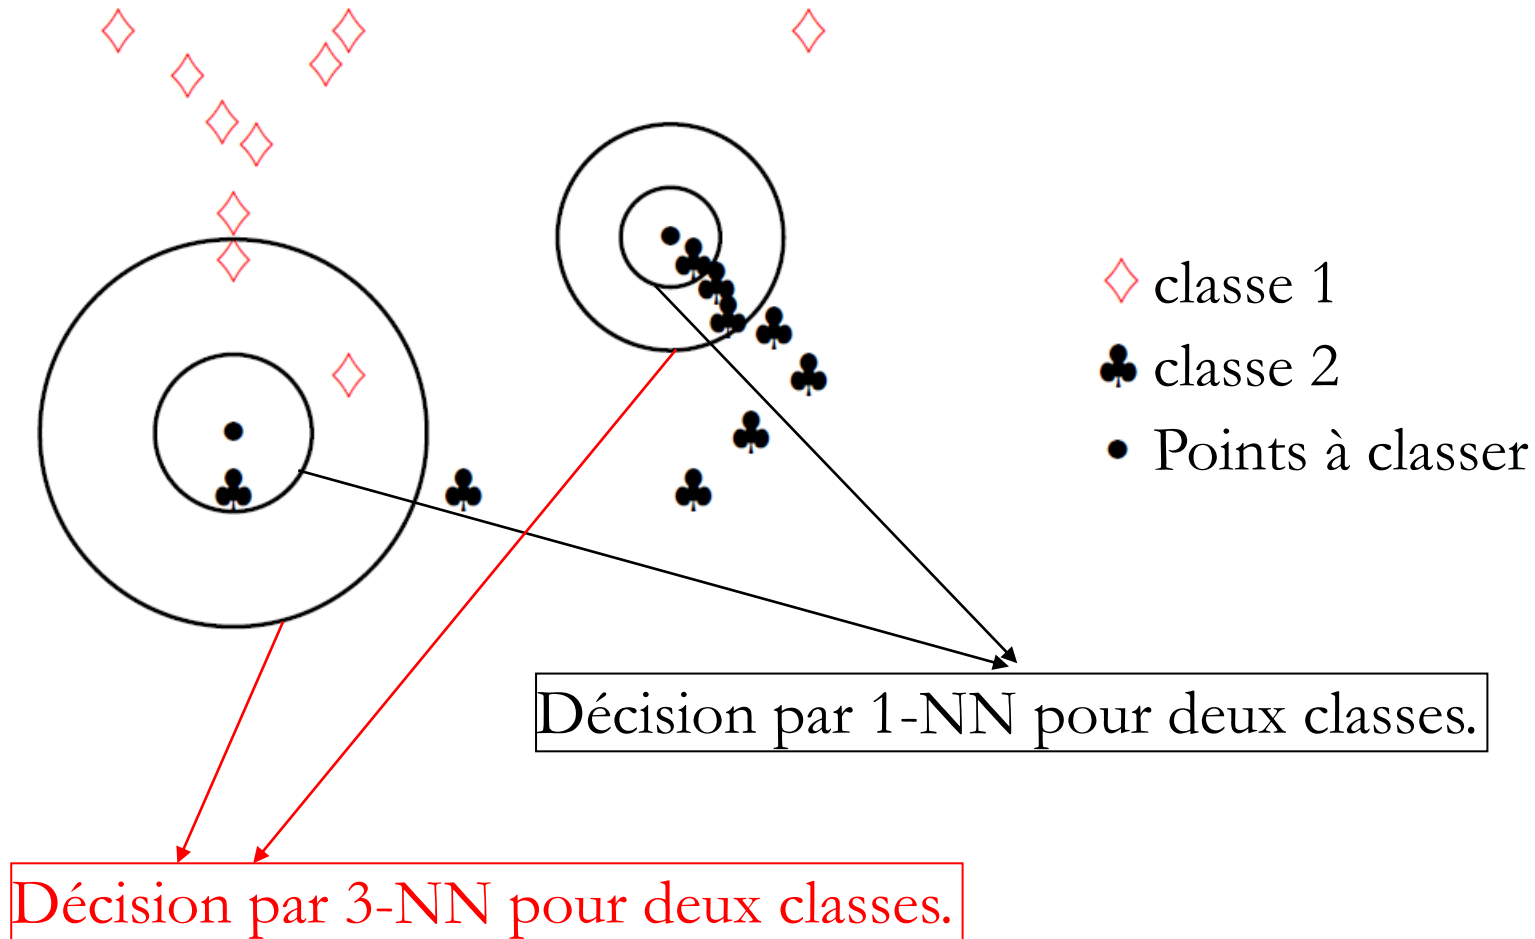 classe 1
classe 2
Points à classer
Décision par 1-NN pour deux classes.
Décision par 3-NN pour deux classes.